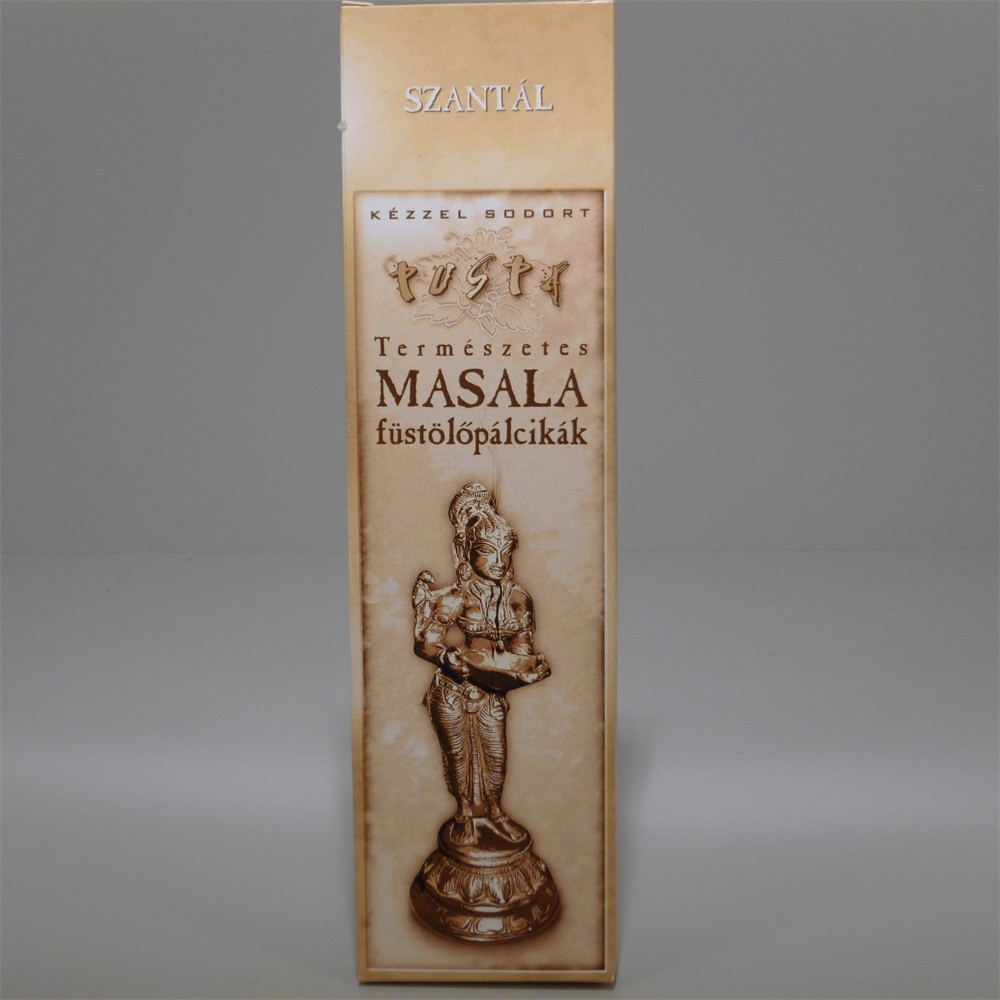 SZANTÁL
KÉZZEL SODORT
PUSPA
Természetes
MASALA
füstölőpálcikák